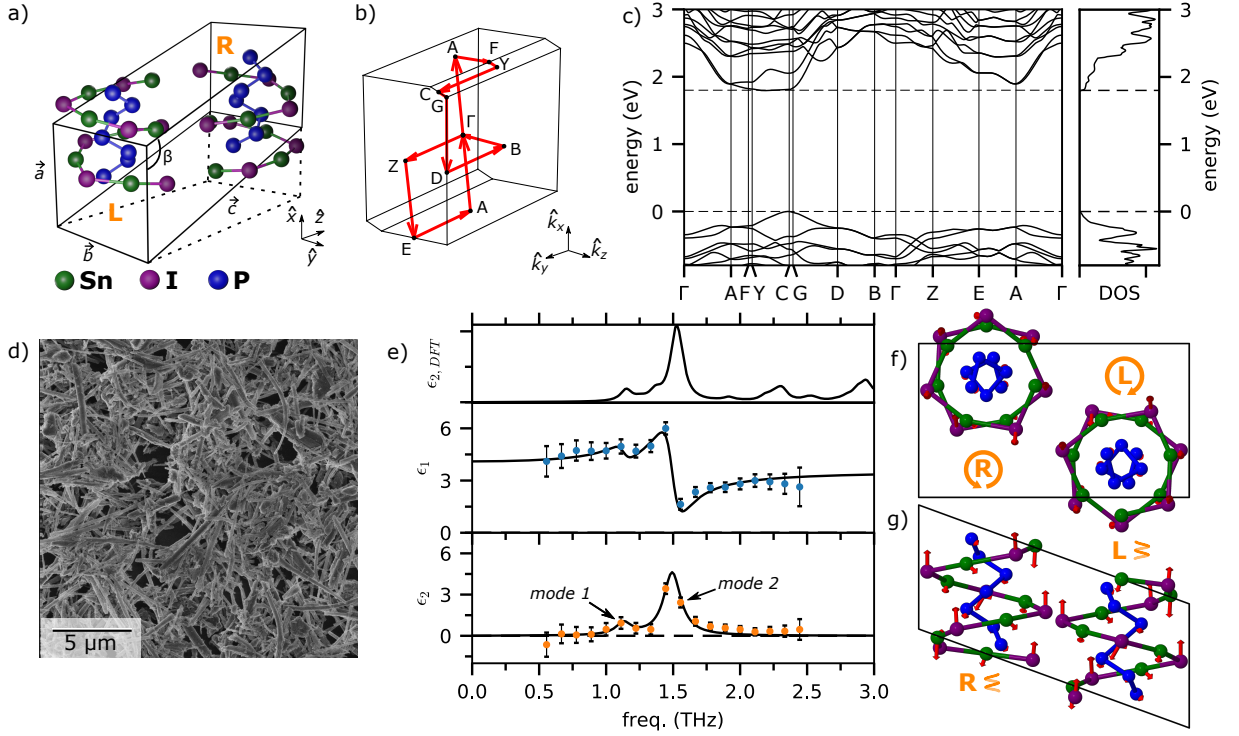 a)
R
β
a⃗
L
c⃗
b⃗
x̂
ẑ
ŷ
Sn
I
P
b)
A
F
Y
C
G
Γ
B
Z
D
A
E
k̂x
k̂y
k̂z
c)
energy (eV)
3
2
1
0
Γ
A
F
Y
C
G
D
B
Γ
Z
E
A
Γ
3
2
1
0
energy (eV)
DOS
d)
5 µm
e)
ϵ2,DFT
ϵ1
6
3
0
ϵ2
6
3
0
mode 1
mode 2
0.0 0.5 1.0 1.5 2.0 2.5 3.0
freq. (THz)
f)
L
R
g)
L
R